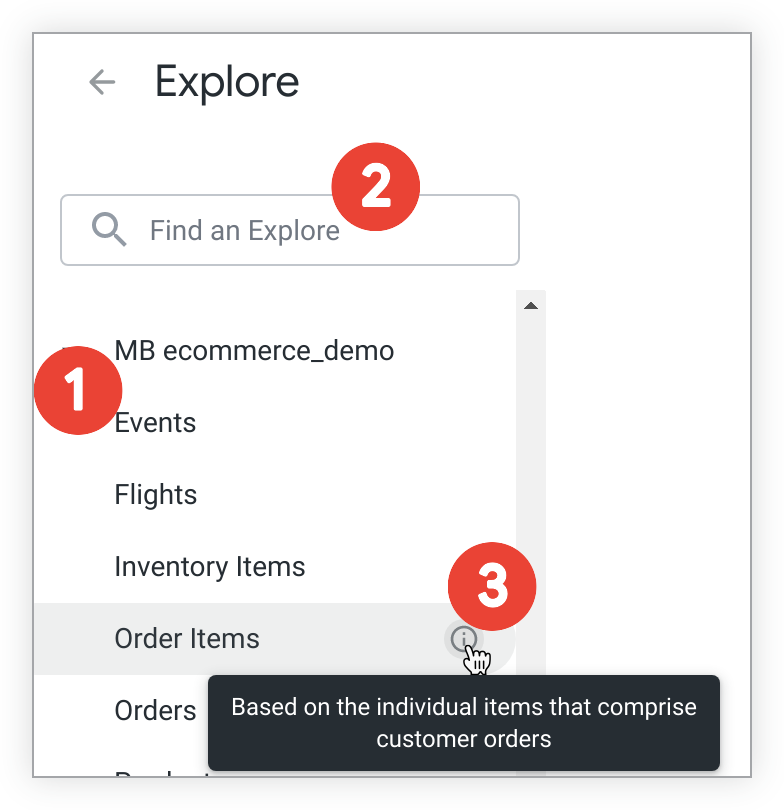 Explore
2
Find an Explore
MB ecommerce_demo
1
Events
Flights
Inventory Items
3
Order Items
Orders
Based on the individual items that comprise
customer orders